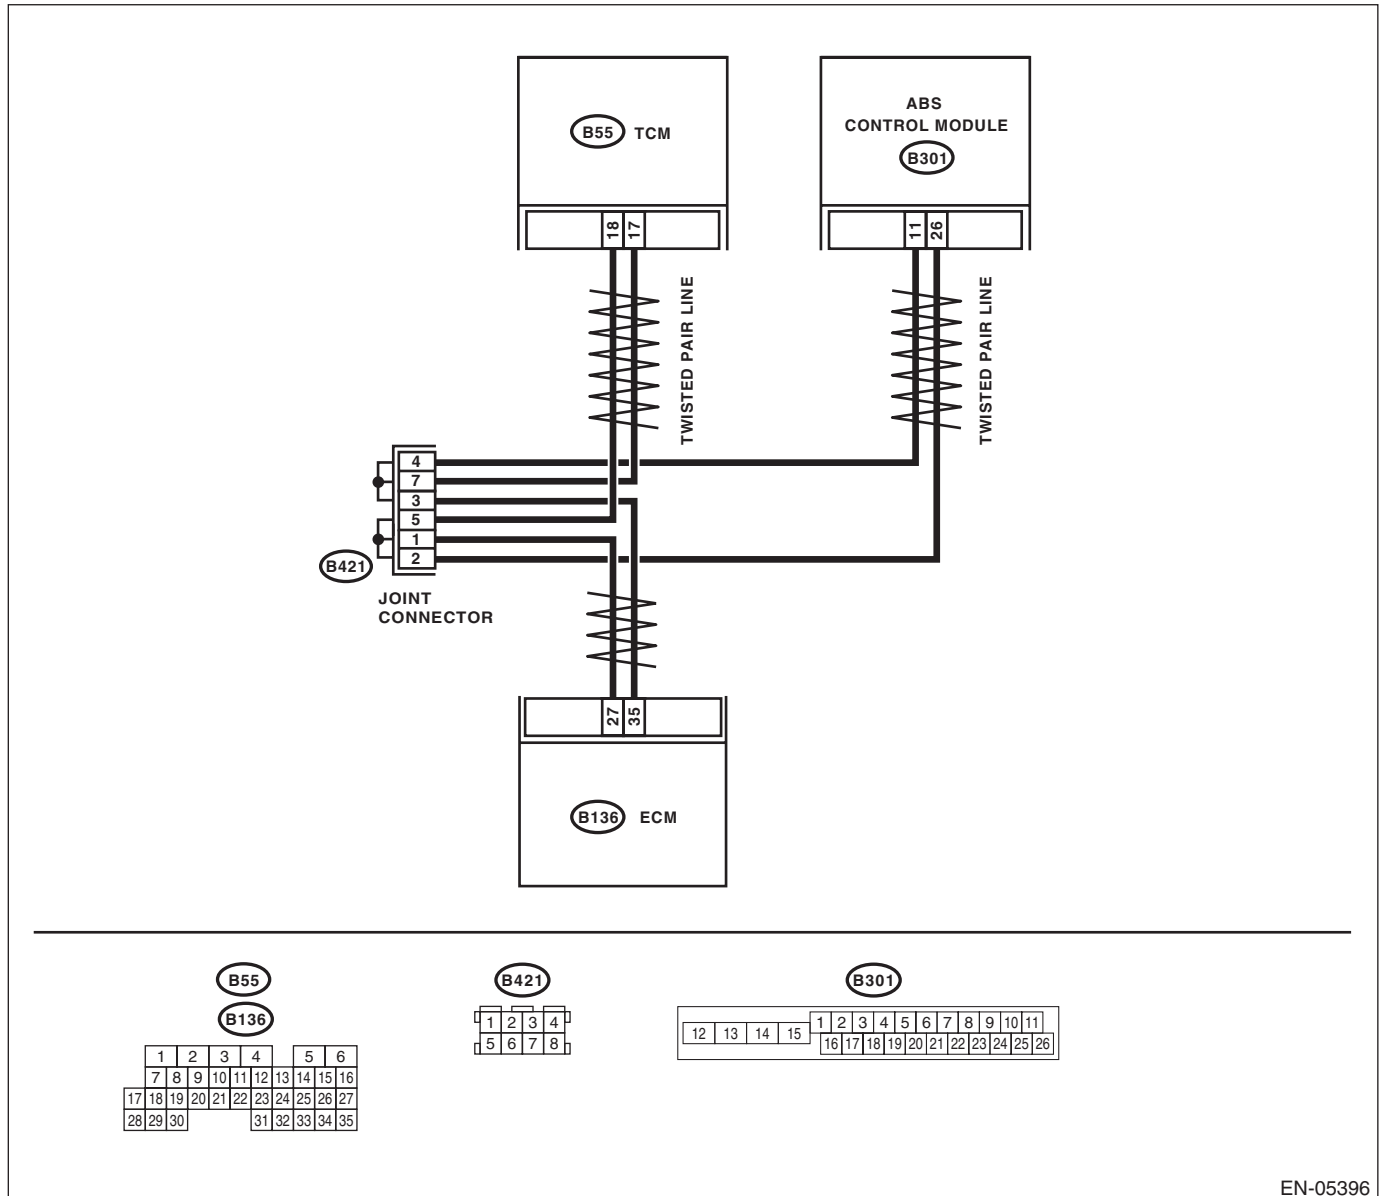 ABS
CONTROL MODULE
B55 TCM
B301
18 17
11 26
TWISTED PAIR LINE
TWISTED PAIR LINE
4
7
3
5
1
2
B421
JOINT
CONNECTOR
27 35
B136 ECM
B55
B136
1 2 3 4 5 6
7 8 9 10 11 12 13 14 15 16
17 18 19 20 21 22 23 24 25 26 27
28 29 30 31 32 33 34 35
B421
1 2 3 4
5 6 7 8
B301
12 13 14 15
1 2 3 4 5 6 7 8 9 10 11
16 17 18 19 20 21 22 23 24 25 26
EN-05396